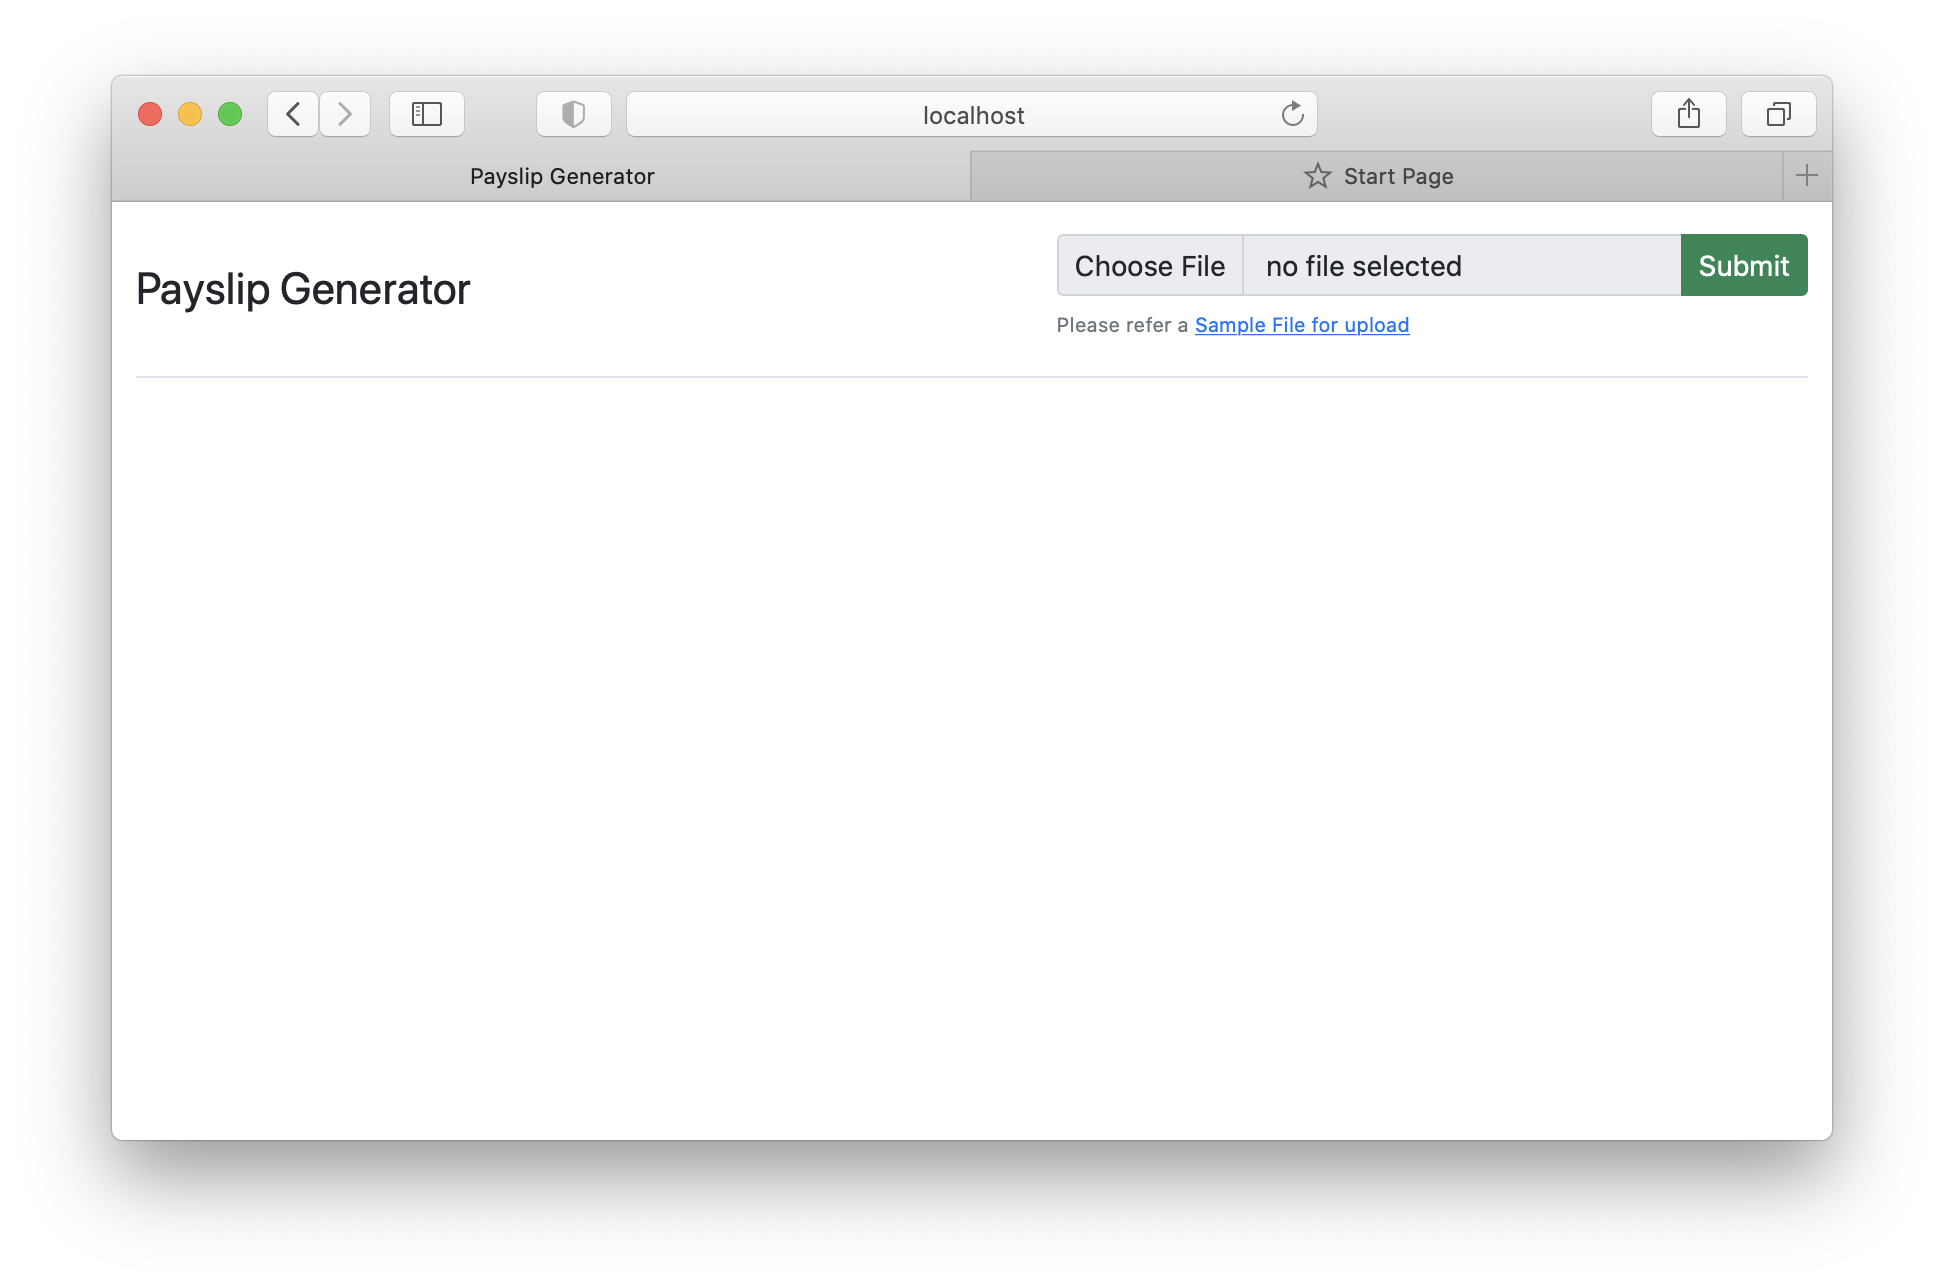 localhost
Payslip Generator
Start Page
Payslip Generator
Choose File no file selected Submit
Please refer a Sample File for upload